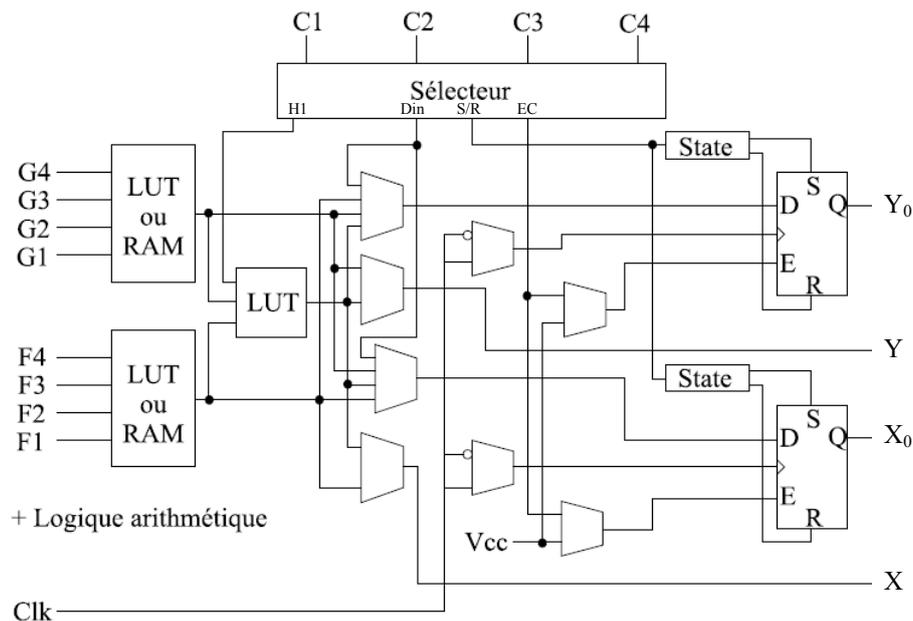 C1 C2 C3 C4
Sélecteur
H1 Din S/R EC
G4
G3
G2
G1
LUT
ou
RAM
LUT
F4
F3
F2
F1
LUT
ou
RAM
State
S
D Q
E
R
Y0
Y
State
S
D Q
E
R
X0
+ Logique arithmétique
Vcc
X
Clk